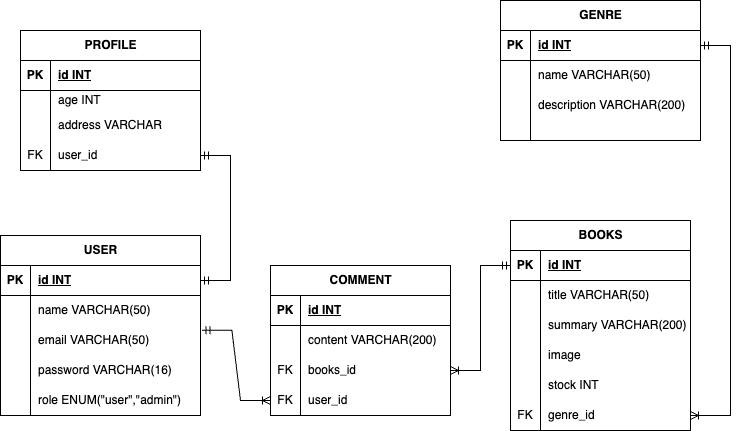 PROFILE
PK id INT
age INT
address VARCHAR
FK user_id
GENRE
PK id INT
name VARCHAR(50)
description VARCHAR(200)
USER
PK id INT
name VARCHAR(50)
email VARCHAR(50)
password VARCHAR(16)
role ENUM("user","admin")
COMMENT
PK id INT
content VARCHAR(200)
FK books_id
FK user_id
BOOKS
PK id INT
title VARCHAR(50)
summary VARCHAR(200)
image
stock INT
FK genre_id